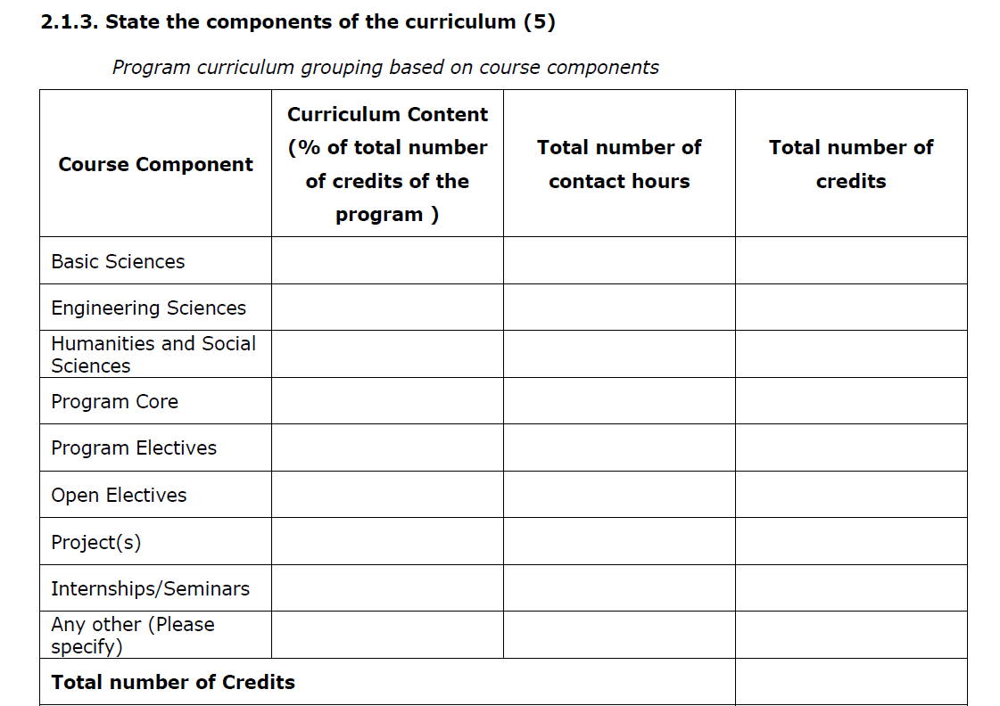 2.1.3. State the components of the curriculum (5)
Program curriculum grouping based on course components
Course Component
Curriculum Content
(% of total number
of credits of the
program )
Total number of
contact hours
Total number of
credits
Basic Sciences
Engineering Sciences
Humanities and Social
Sciences
Program Core
Program Electives
Open Electives
Project(s)
Internships/Seminars
Any other (Please
specify)
Total number of Credits